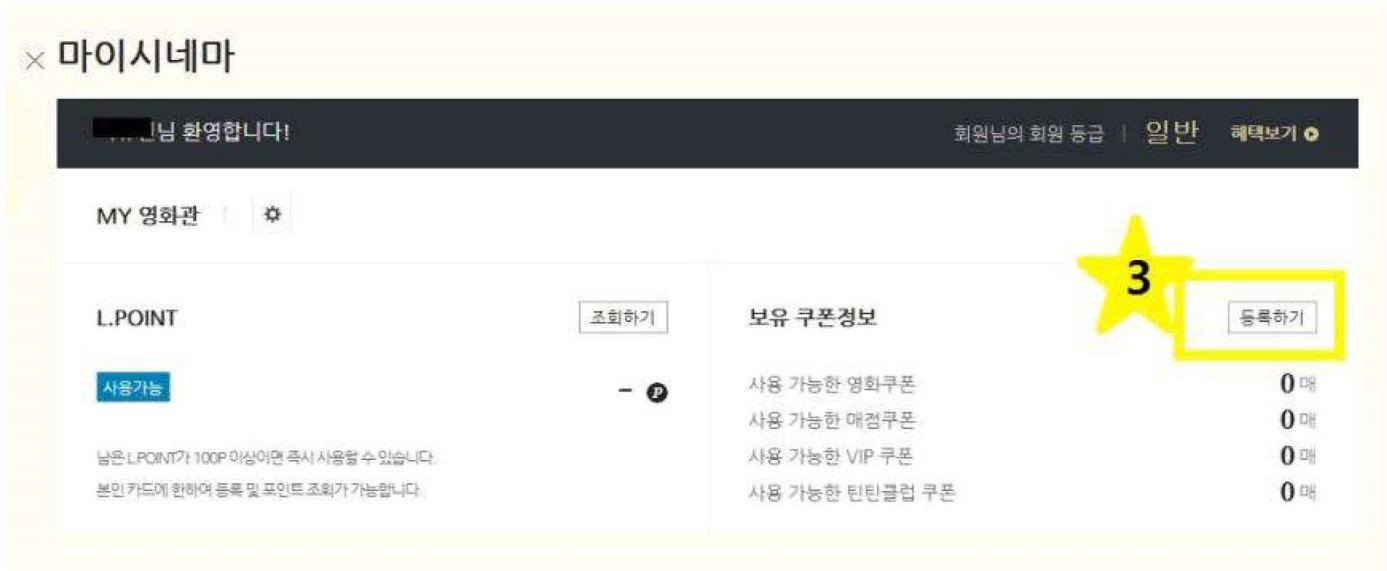 마이시네마
님 환영합니다!
회원님의 회원 등급 | 일반 혜택보기
MY 영화관
3
L.POINT 조회하기
사용가능 - P
남은 L.POINT가 100P 이상이면 즉시 사용할 수 있습니다.
본인 카드에 한하여 등록 및 포인트 조회가 가능합니다.
보유 쿠폰정보 등록하기
사용 가능한 영화쿠폰 0 매
사용 가능한 매점쿠폰 0 매
사용 가능한 VIP 쿠폰 0 매
사용 가능한 틴틴클럽 쿠폰 0 매